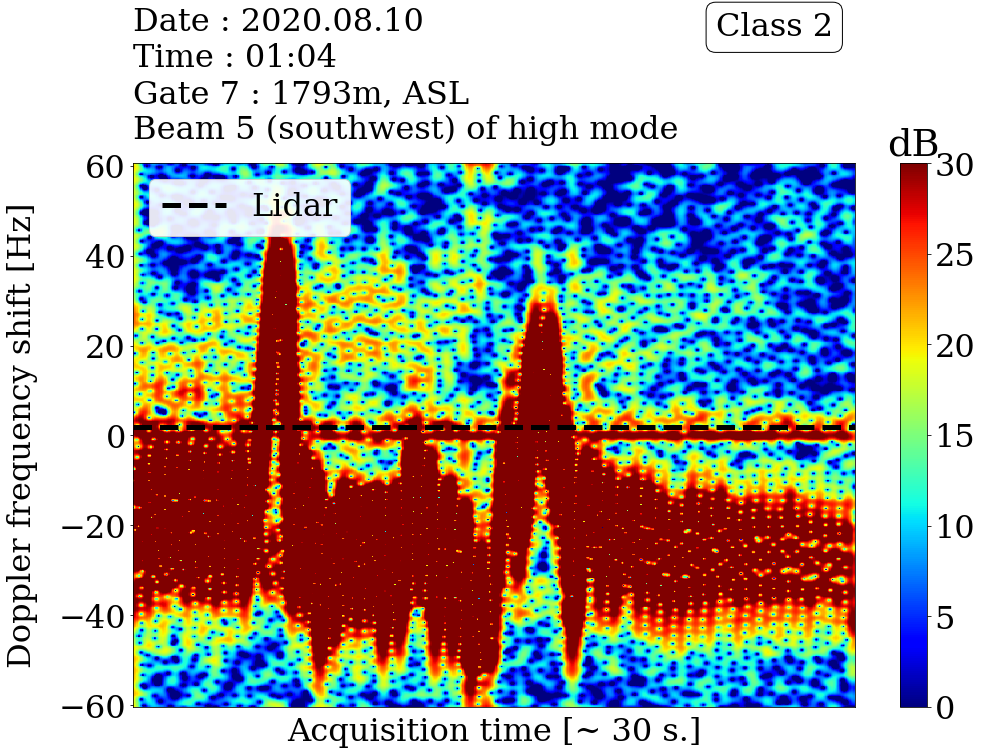 Date : 2020.08.10
Time : 01:04
Gate 7 : 1793m, ASL
Beam 5 (southwest) of high mode
Class 2
dB
Lidar
60
40
20
0
−20
−40
−60
Doppler frequency shift [Hz]
Acquisition time [~ 30 s.]
30
25
20
15
10
5
0